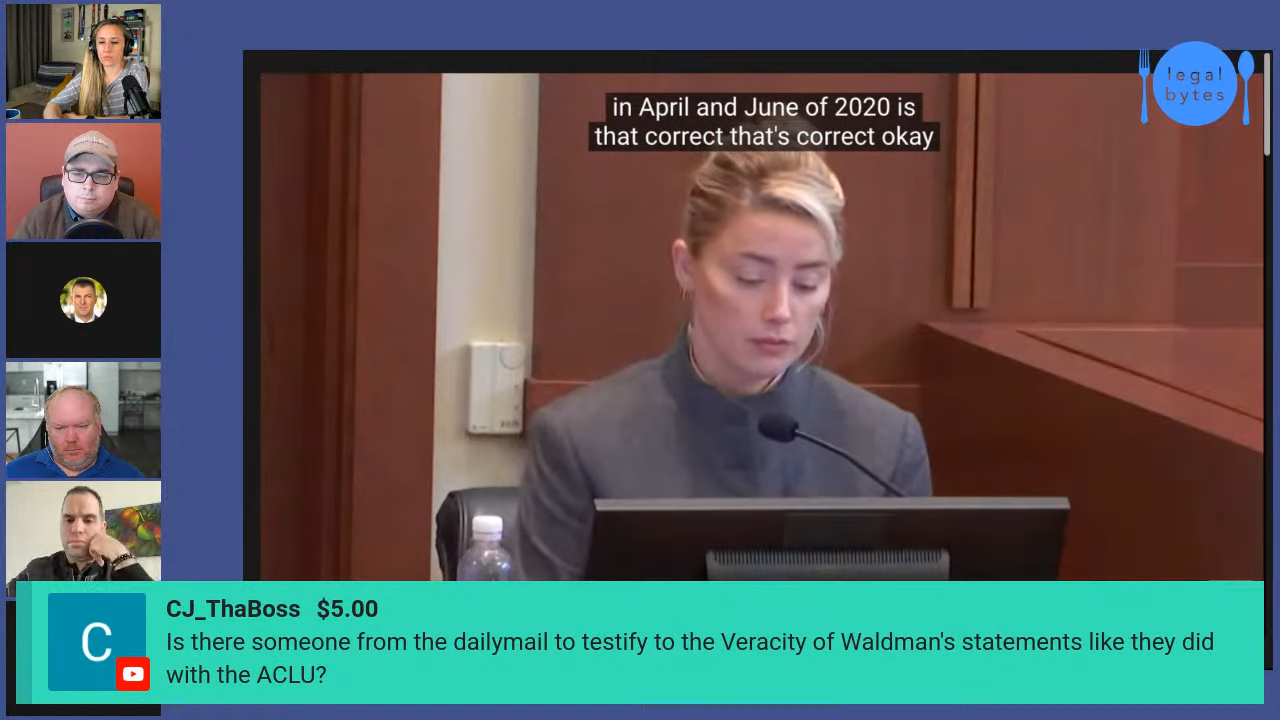 legal
bytes
in April and June of 2020 is
that correct that's correct okay
C
CJ_ThaBoss $5.00
Is there someone from the dailymail to testify to the Veracity of Waldman's statements like they did
with the ACLU?